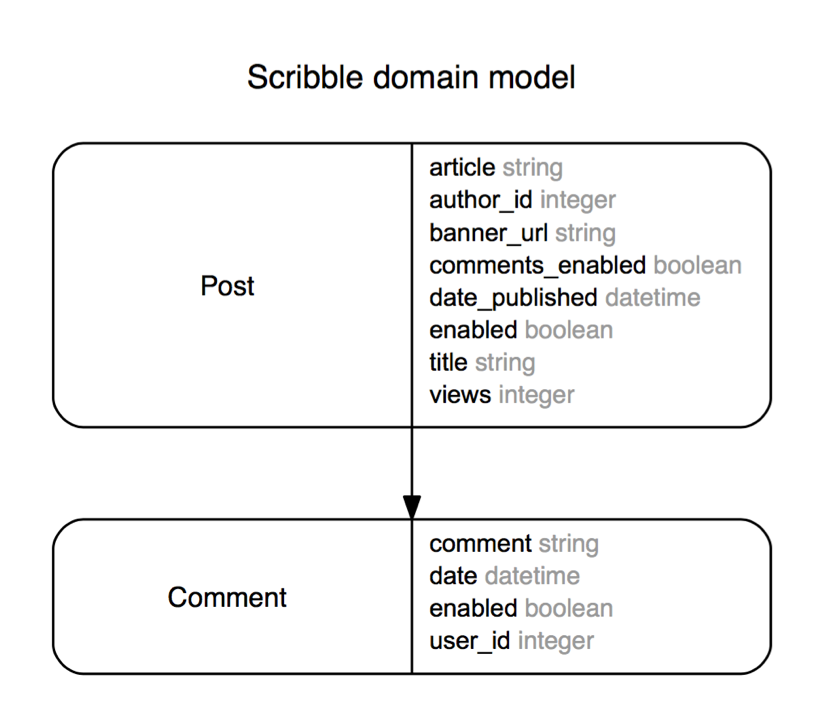 Scribble domain model
Post
article string
author_id integer
banner_url string
comments_enabled boolean
date_published datetime
enabled boolean
title string
views integer
Comment
comment string
date datetime
enabled boolean
user_id integer